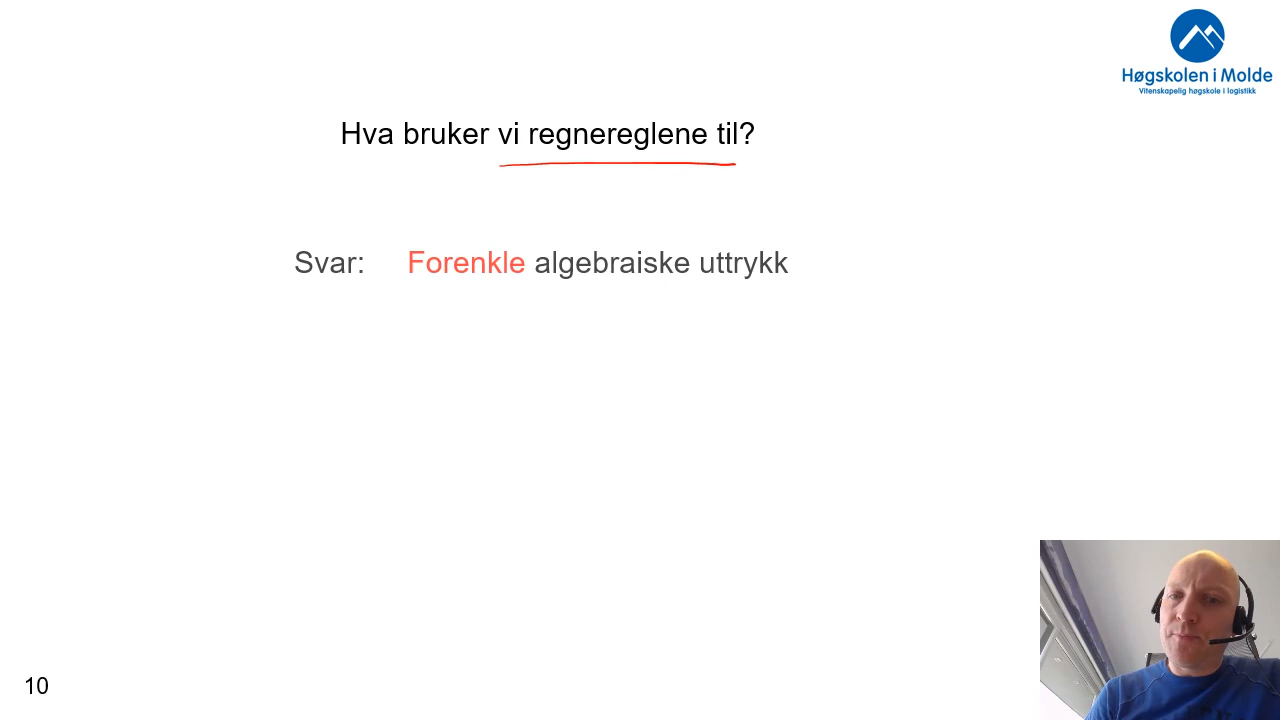 Høgskolen i Molde
Vitenskapelig høgskole i logistikk
Hva bruker vi regnereglene til?
Svar: Forenkle algebraiske uttrykk
10